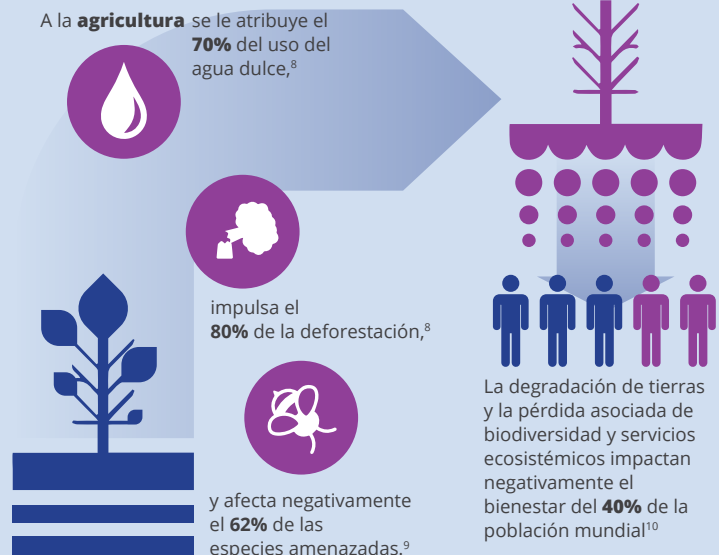 A la agricultura se le atribuye el
70% del uso del
agua dulce,⁸
impulsa el
80% de la deforestación,⁸
y afecta negativamente
el 62% de las
especies amenazadas.⁹
La degradación de tierras
y la pérdida asociada de
biodiversidad y servicios
ecosistémicos impactan
negativamente el
bienestar del 40% de la
población mundial¹⁰